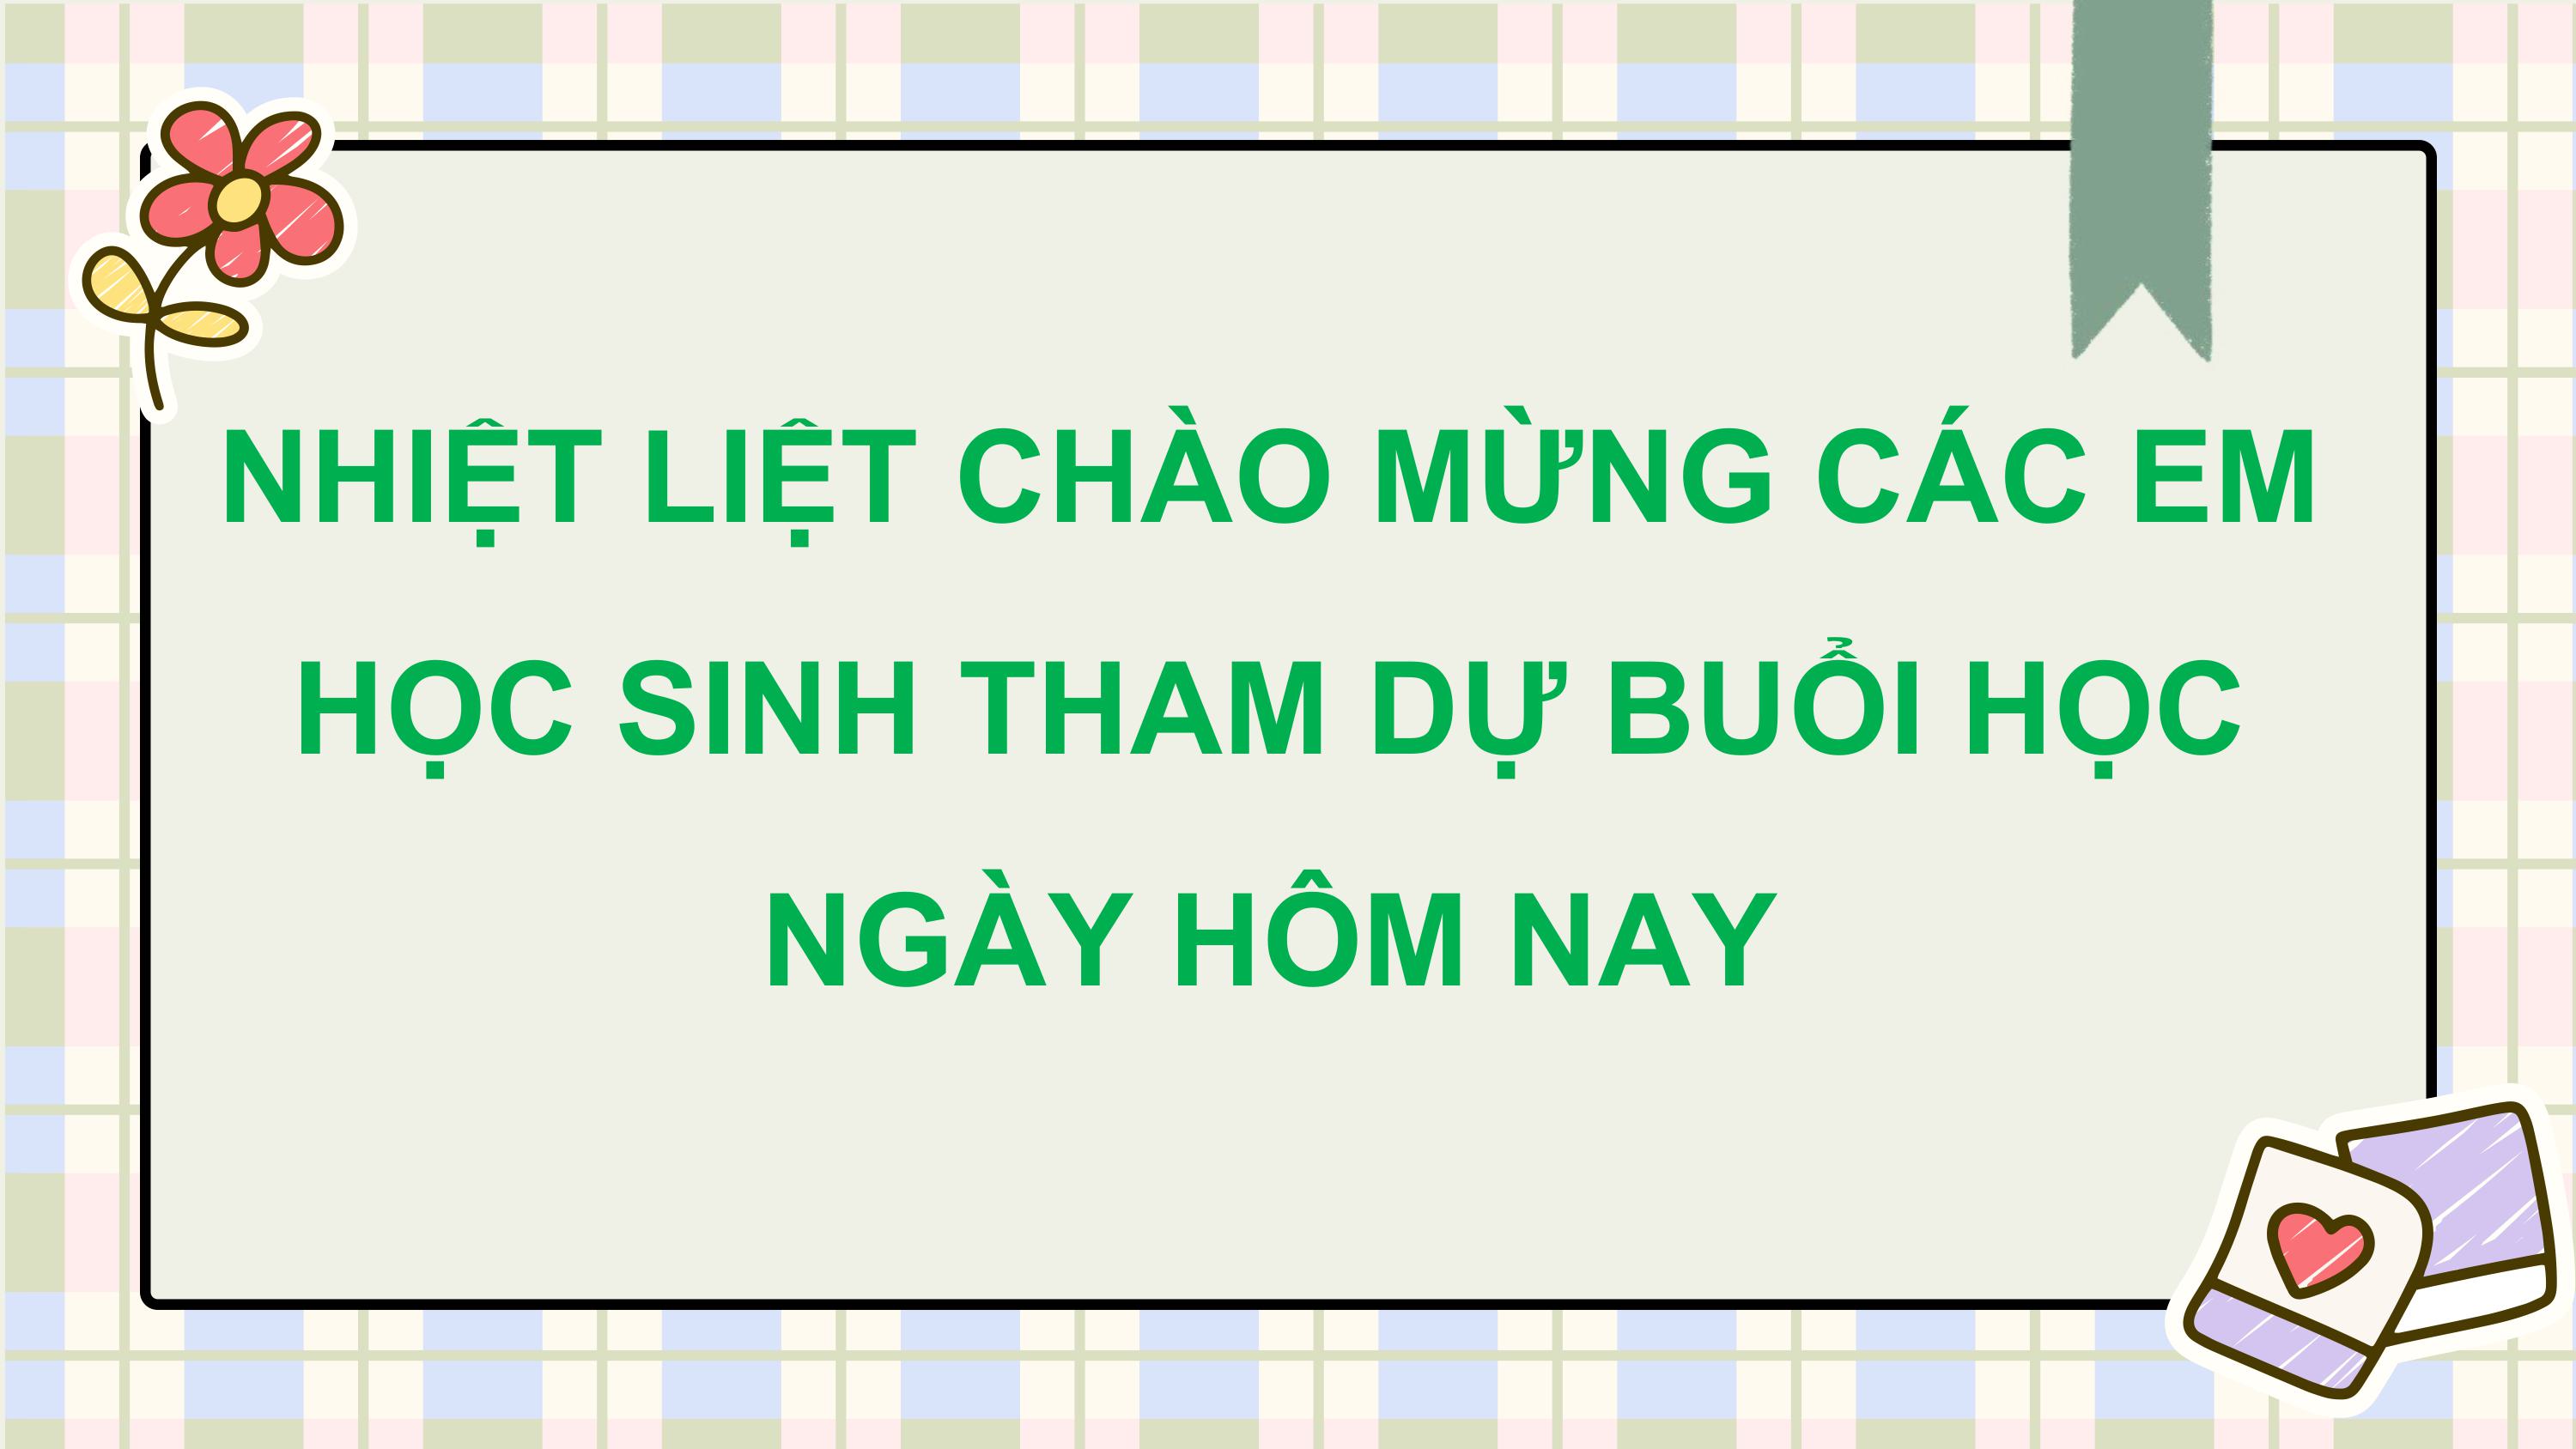 NHIỆT LIỆT CHÀO MỪNG CÁC EM
HỌC SINH THAM DỰ BUỔI HỌC
NGÀY HÔM NAY